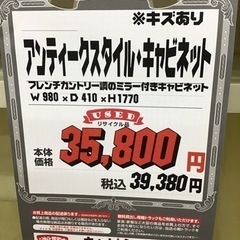 ※キズあり
アンティークスタイル・キャビネット
フレンチカントリー調のミラー付きキャビネット
W 980 × D 410 × H1770
USED
リサイクル品
本体価格 35,800円
税込 39,380円